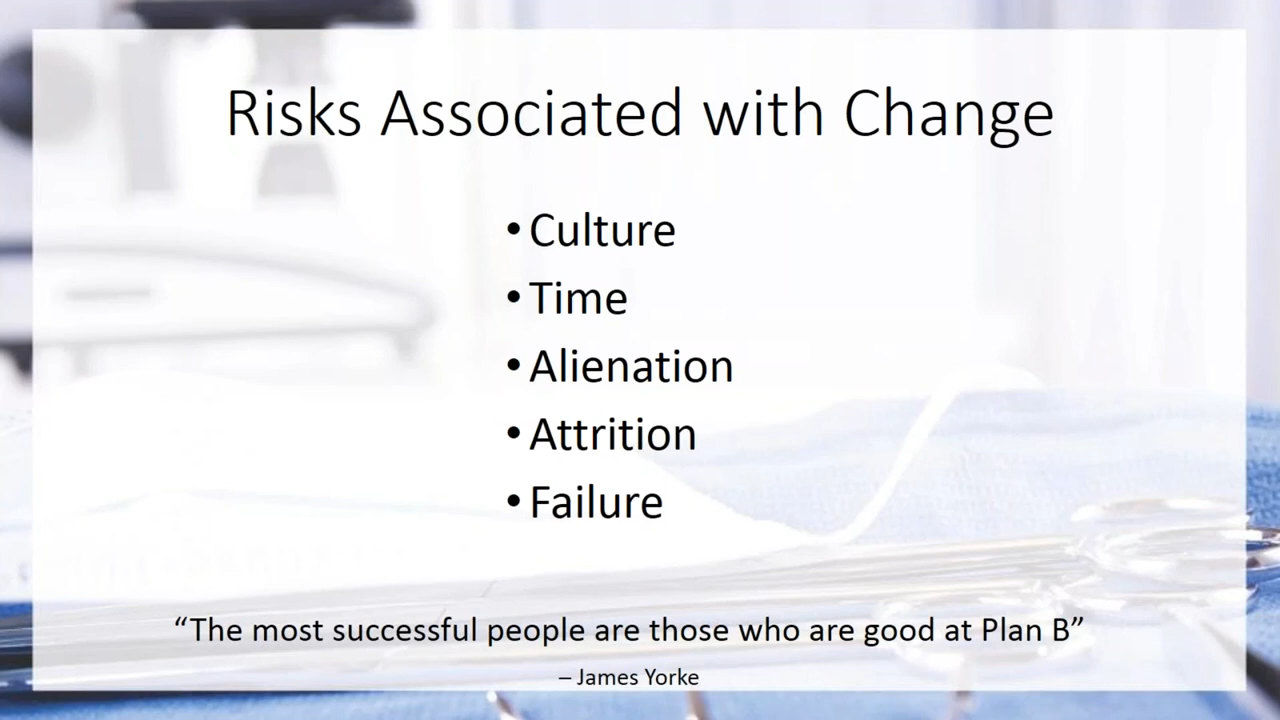 Risks Associated with Change
• Culture
• Time
• Alienation
• Attrition
• Failure
“The most successful people are those who are good at Plan B”
– James Yorke